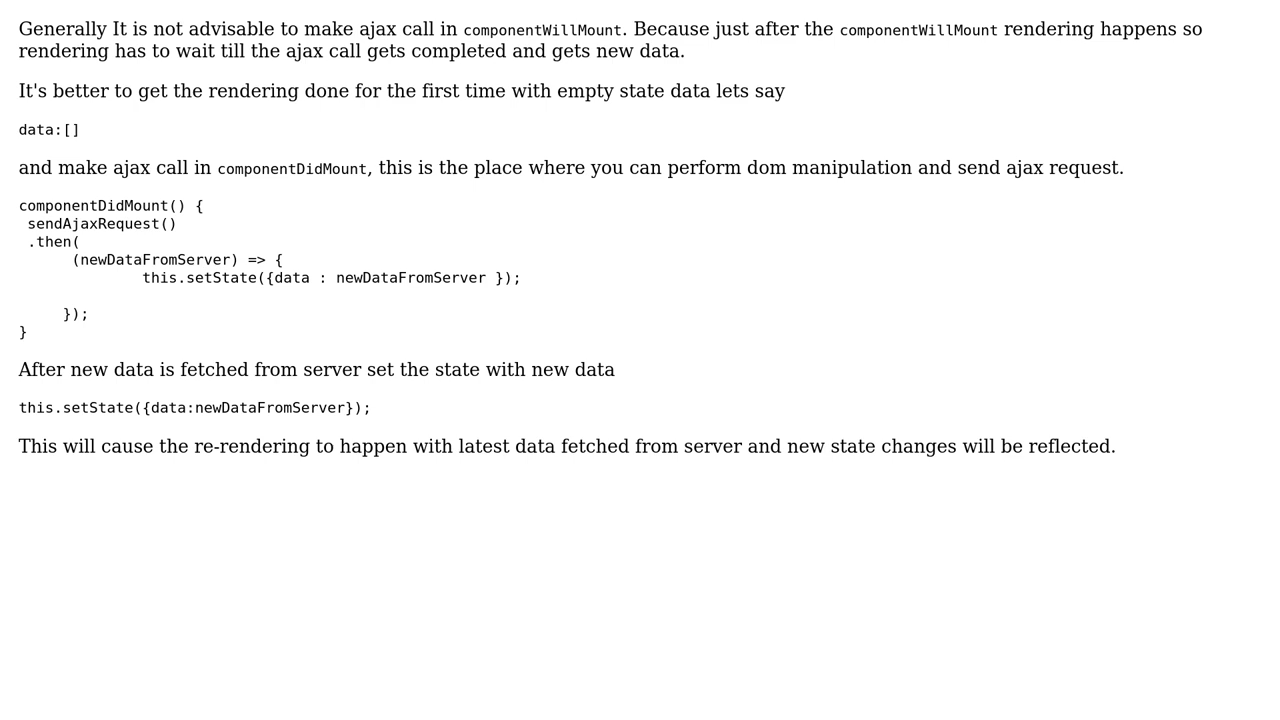 Generally It is not advisable to make ajax call in componentWillMount. Because just after the componentWillMount rendering happens so
rendering has to wait till the ajax call gets completed and gets new data.
It's better to get the rendering done for the first time with empty state data lets say
data:[]
and make ajax call in componentDidMount, this is the place where you can perform dom manipulation and send ajax request.
componentDidMount() {
 sendAjaxRequest()
 .then(
      (newDataFromServer) => {
              this.setState({data : newDataFromServer });
     });
}
After new data is fetched from server set the state with new data
this.setState({data:newDataFromServer});
This will cause the re-rendering to happen with latest data fetched from server and new state changes will be reflected.